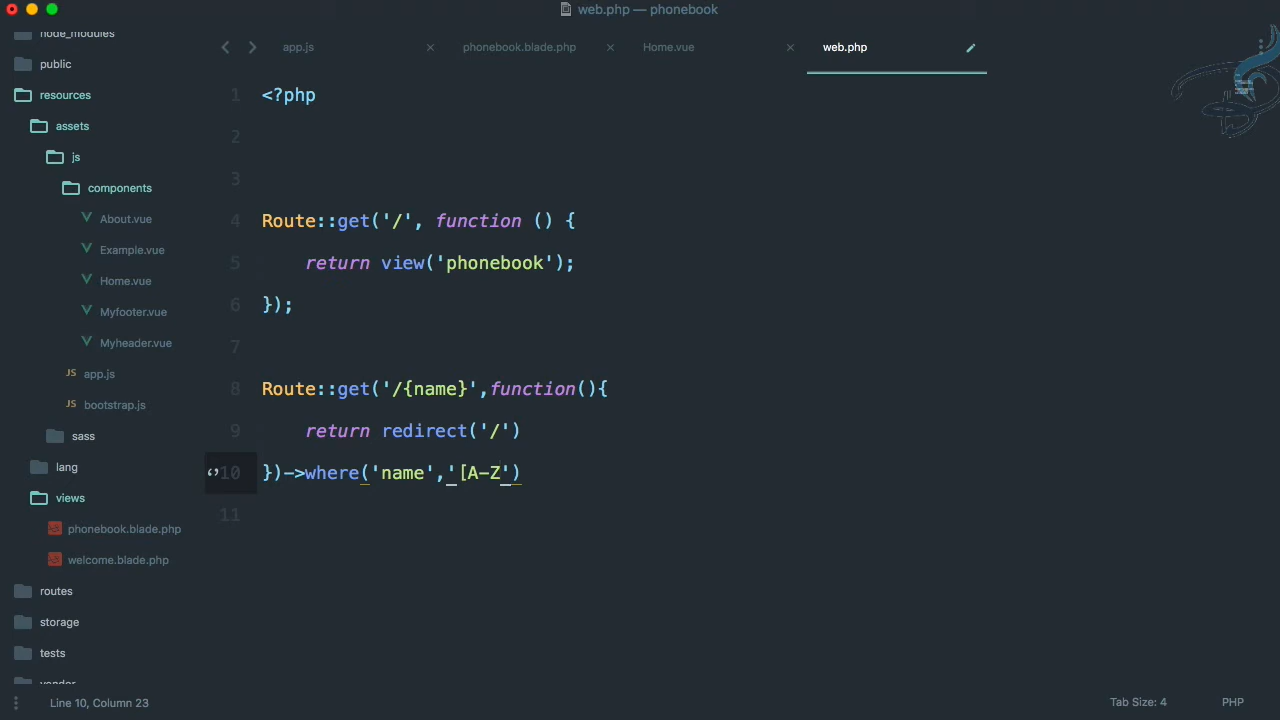 web.php — phonebook
node_modules
public
resources
assets
js
components
About.vue
Example.vue
Home.vue
Myfooter.vue
Myheader.vue
JS app.js
JS bootstrap.js
sass
lang
views
phonebook.blade.php
welcome.blade.php
routes
storage
tests
vendor
app.js × phonebook.blade.php × Home.vue × web.php
1 <?php
2
3
4 Route::get('/', function () {
5 return view('phonebook');
6 });
7
8 Route::get('/{name}',function(){
9 return redirect('/')
10 })->where('name','[A-Z')
11
Line 10, Column 23
Tab Size: 4 PHP